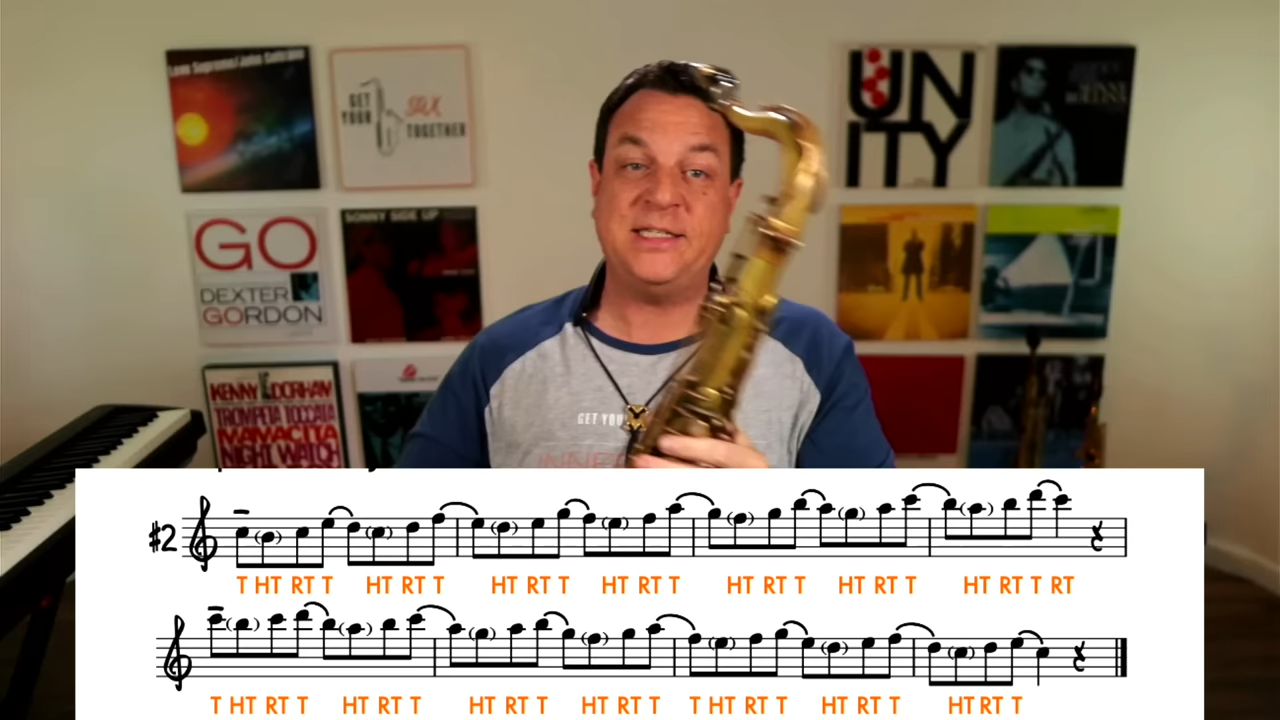 Love Supreme/John Coltrane
GET YOUR SAX TOGETHER
UNITY
GO
DEXTER
GORDON
SONNY SIDE UP
KENNY DORHAM
TROMPETA TOCCATA
MAMACITA
NIGHT WATCH
GET YOU
INNER
#2
T HT RT T HT RT T HT RT T HT RT T HT RT T HT RT T HT RT T RT
T HT RT T HT RT T HT RT T HT RT T T HT RT T HT RT T HT RT T